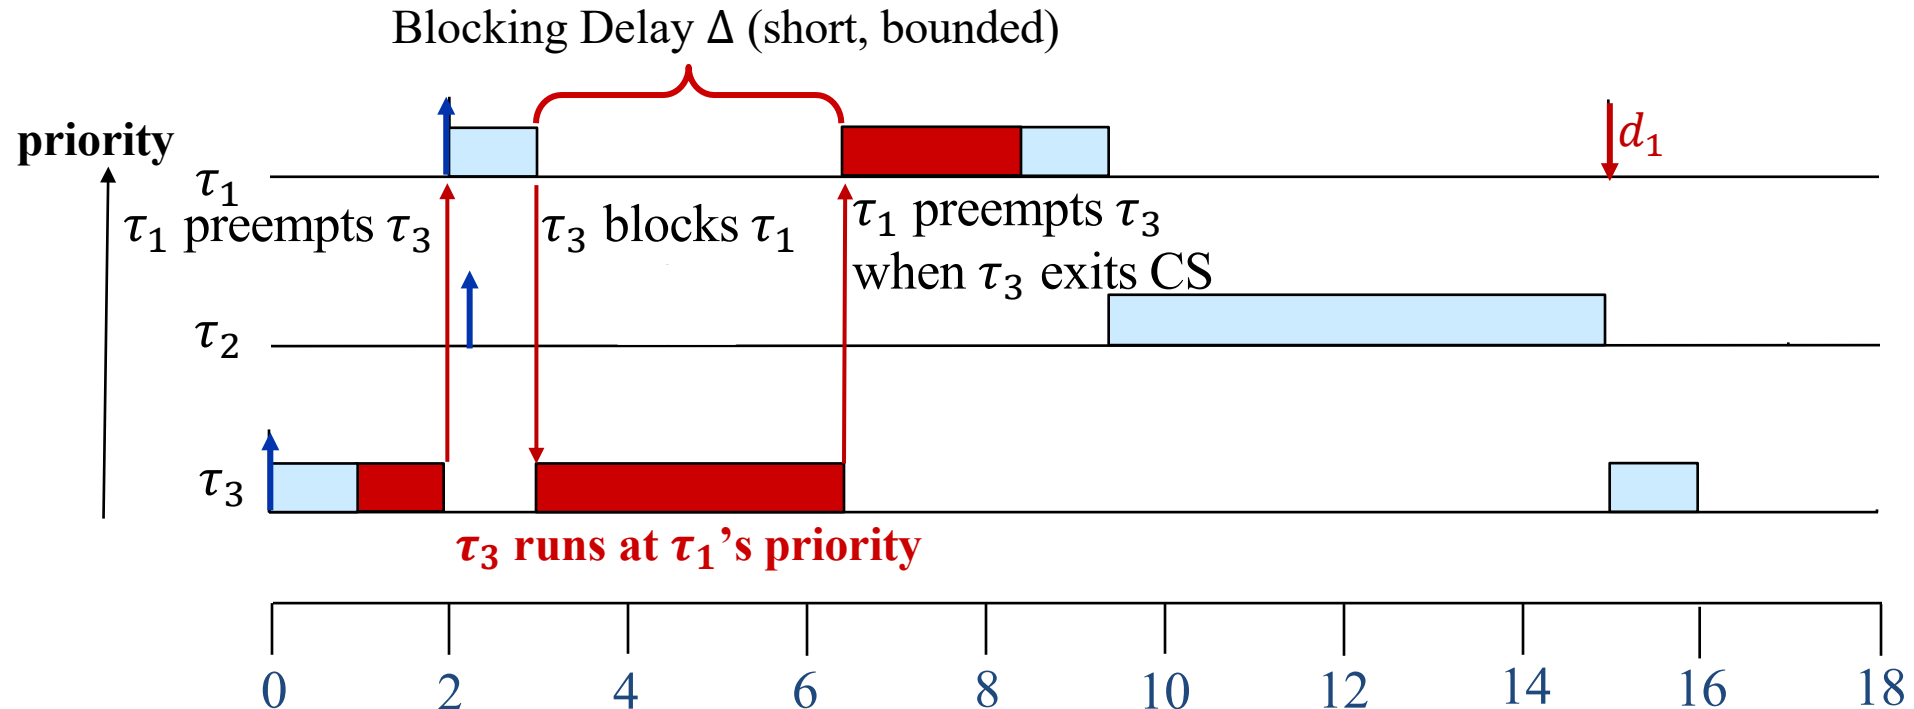 Blocking Delay Δ (short, bounded)
priority
τ₁
d₁
τ₁ preempts τ₃
τ₃ blocks τ₁
τ₁ preempts τ₃
when τ₃ exits CS
τ₂
τ₃
τ₃ runs at τ₁’s priority
0 2 4 6 8 10 12 14 16 18